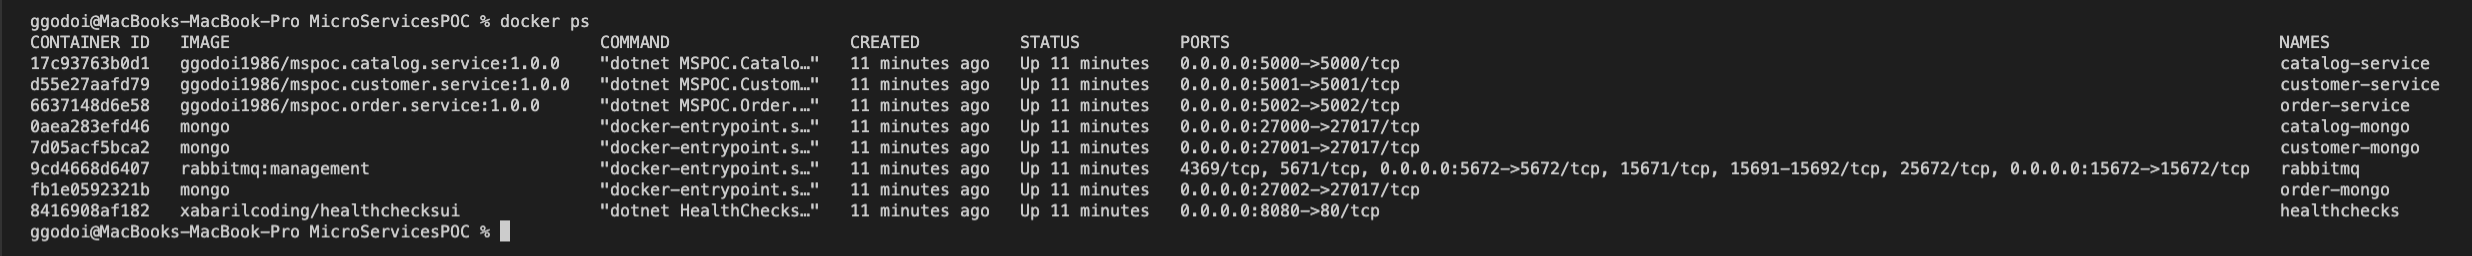 ggodoi@MacBooks-MacBook-Pro MicroServicesPOC % docker ps
CONTAINER ID   IMAGE                                     COMMAND                  CREATED          STATUS          PORTS                                                                                                         NAMES
17c93763b0d1   ggodoi1986/mspoc.catalog.service:1.0.0    "dotnet MSPOC.Catalo…"   11 minutes ago   Up 11 minutes   0.0.0.0:5000->5000/tcp                                                                                        catalog-service
d55e27aafd79   ggodoi1986/mspoc.customer.service:1.0.0   "dotnet MSPOC.Custom…"   11 minutes ago   Up 11 minutes   0.0.0.0:5001->5001/tcp                                                                                        customer-service
6637148d6e58   ggodoi1986/mspoc.order.service:1.0.0      "dotnet MSPOC.Order.…"   11 minutes ago   Up 11 minutes   0.0.0.0:5002->5002/tcp                                                                                        order-service
0aea283efd46   mongo                                     "docker-entrypoint.s…"   11 minutes ago   Up 11 minutes   0.0.0.0:27000->27017/tcp                                                                                      catalog-mongo
7d05acf5bca2   mongo                                     "docker-entrypoint.s…"   11 minutes ago   Up 11 minutes   0.0.0.0:27001->27017/tcp                                                                                      customer-mongo
9cd4668d6407   rabbitmq:management                       "docker-entrypoint.s…"   11 minutes ago   Up 11 minutes   4369/tcp, 5671/tcp, 0.0.0.0:5672->5672/tcp, 15671/tcp, 15691-15692/tcp, 25672/tcp, 0.0.0.0:15672->15672/tcp   rabbitmq
fb1e0592321b   mongo                                     "docker-entrypoint.s…"   11 minutes ago   Up 11 minutes   0.0.0.0:27002->27017/tcp                                                                                      order-mongo
8416908af182   xabarilcoding/healthchecksui              "dotnet HealthChecks…"   11 minutes ago   Up 11 minutes   0.0.0.0:8080->80/tcp                                                                                          healthchecks
ggodoi@MacBooks-MacBook-Pro MicroServicesPOC %